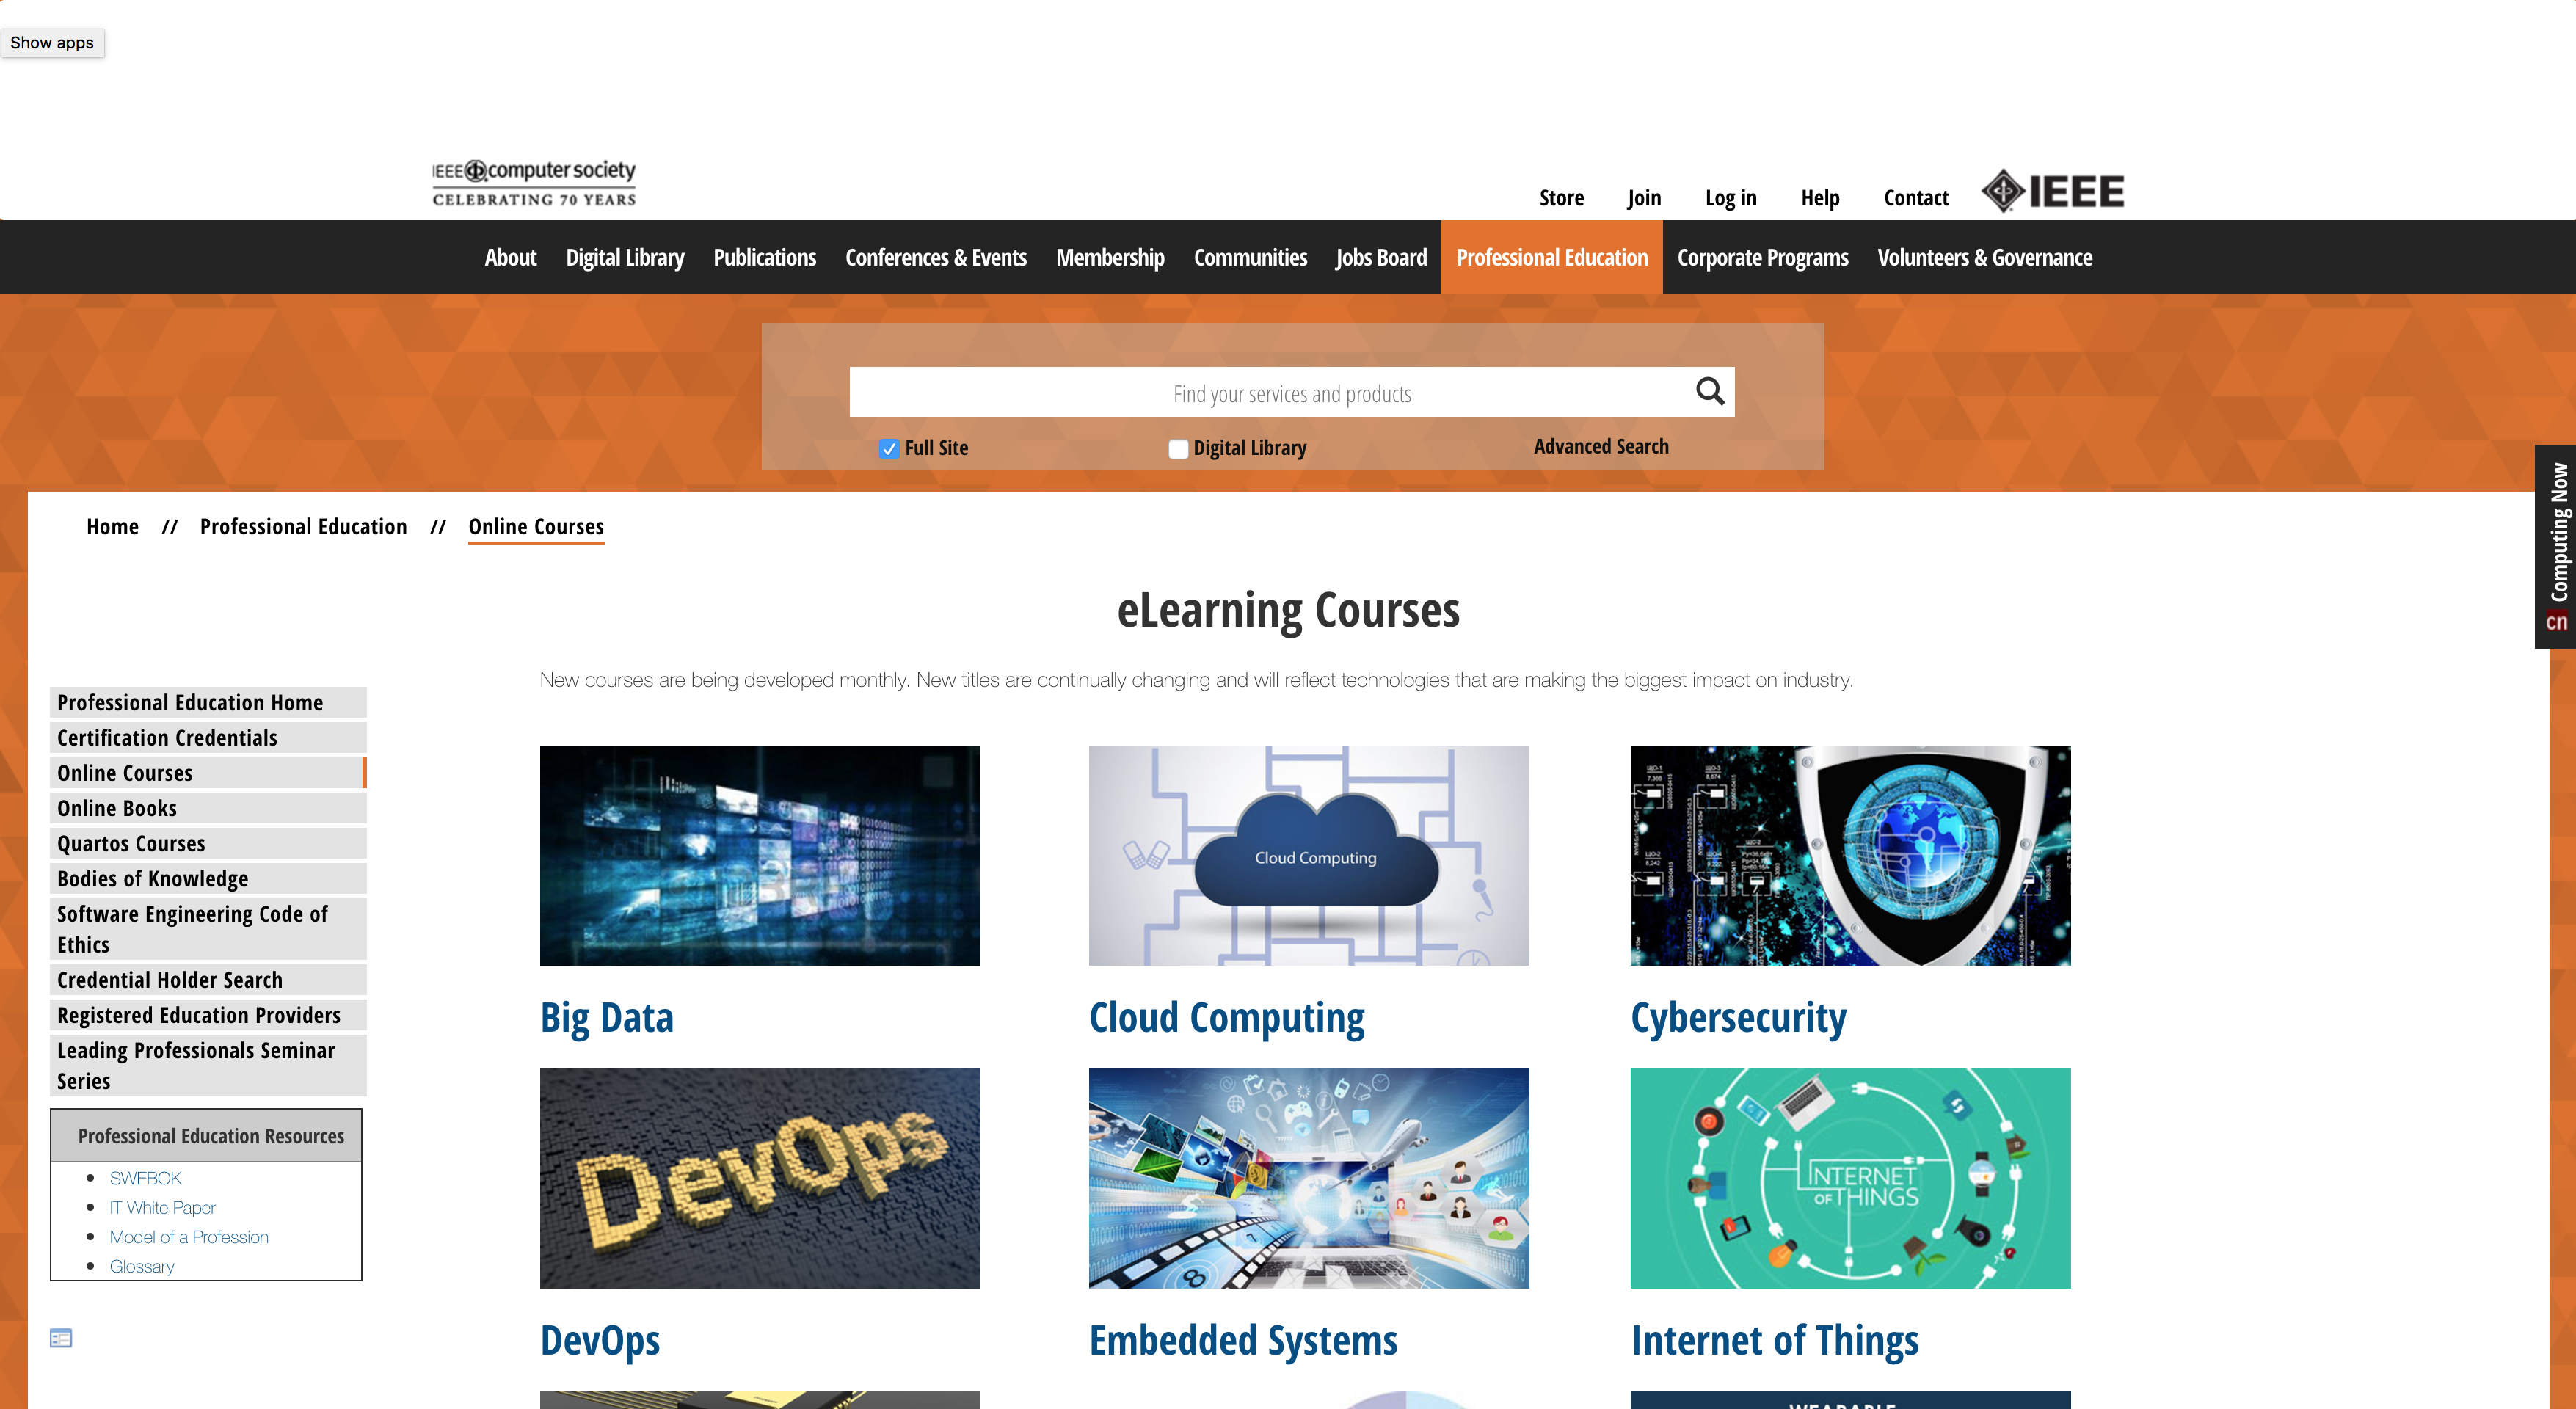 Show apps
IEEE computer society
CELEBRATING 70 YEARS
Store Join Log in Help Contact IEEE
About Digital Library Publications Conferences & Events Membership Communities Jobs Board Professional Education Corporate Programs Volunteers & Governance
Find your services and products
Full Site Digital Library Advanced Search
cn Computing Now
Home // Professional Education // Online Courses
eLearning Courses
New courses are being developed monthly. New titles are continually changing and will reflect technologies that are making the biggest impact on industry.
Professional Education Home
Certification Credentials
Online Courses
Online Books
Quartos Courses
Bodies of Knowledge
Software Engineering Code of
Ethics
Credential Holder Search
Registered Education Providers
Leading Professionals Seminar
Series
Professional Education Resources
SWEBOK
IT White Paper
Model of a Profession
Glossary
Cloud Computing
Big Data
Cloud Computing
Cybersecurity
DevOps
INTERNET
OF THINGS
DevOps
Embedded Systems
Internet of Things